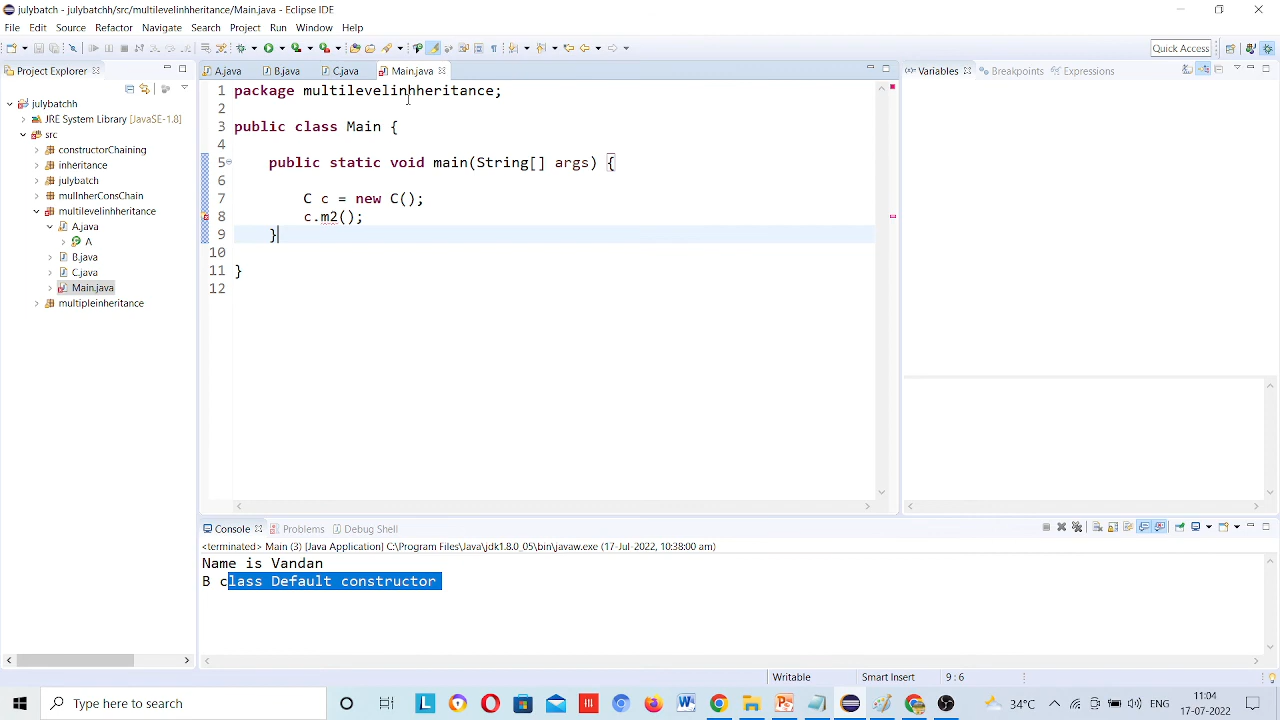 julybatch - julybatchh/src/multilevelinhheritance/Main.java - Eclipse IDE
File Edit Source Refactor Navigate Search Project Run Window Help
Quick Access
Project Explorer
A.java B.java C.java Main.java
Variables Breakpoints Expressions
julybatchh
JRE System Library [JavaSE-1.8]
src
constructorChaining
inheritance
julybatch
mulInherConsChain
multilevelinhheritance
A.java
A
B.java
C.java
Main.java
multipleinheritance
1 package multilevelinhheritance;
2
3 public class Main {
4
5 public static void main(String[] args) {
6
7 C c = new C();
8 c.m2();
9 }
10
11 }
12
Console Problems Debug Shell
<terminated> Main (3) [Java Application] C:\Program Files\Java\jdk1.8.0_05\bin\javaw.exe (17-Jul-2022, 10:38:00 am)
Name is Vandan
B class Default constructor
Writable Smart Insert 9 : 6
Type here to search
34°C ENG 11:04 17-07-2022